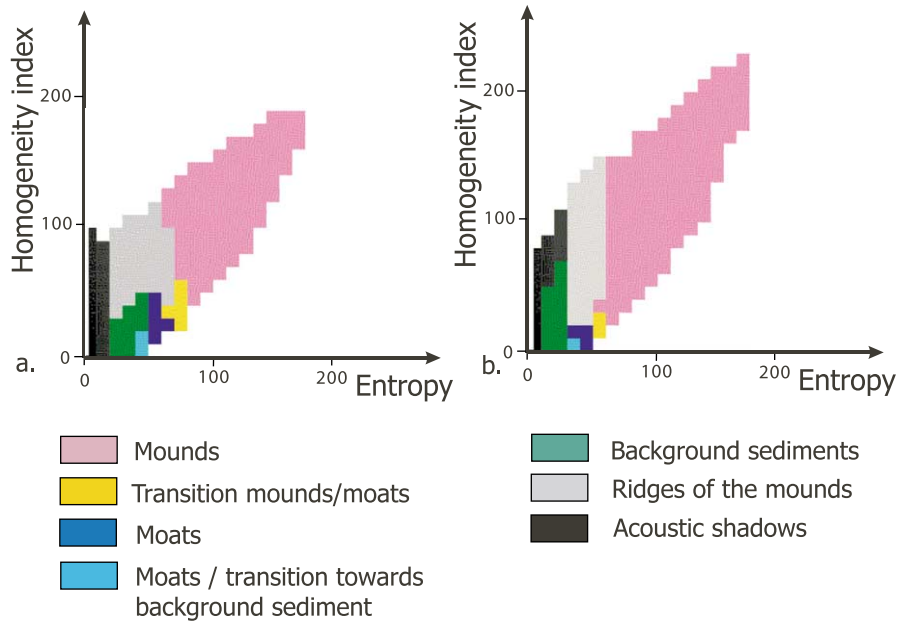 Homogeneity index
200
100
0
a.
0
100
200
Entropy
Homogeneity index
200
100
0
b.
0
100
200
Entropy
Mounds
Transition mounds/moats
Moats
Moats / transition towards
background sediment
Background sediments
Ridges of the mounds
Acoustic shadows